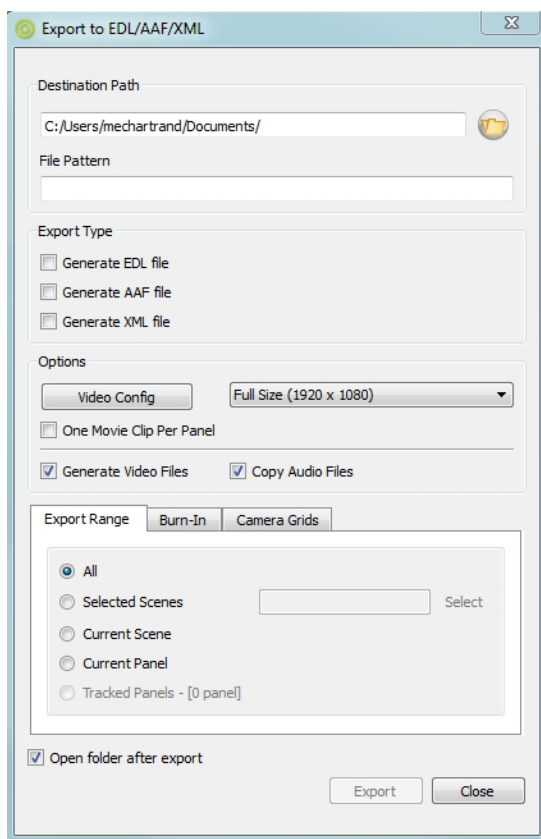 Export to EDL/AAF/XML
Destination Path
C:/Users/mechartrand/Documents/
File Pattern
Export Type
Generate EDL file
Generate AAF file
Generate XML file
Options
Video Config Full Size (1920 x 1080)
One Movie Clip Per Panel
Generate Video Files Copy Audio Files
Export Range Burn-In Camera Grids
All
Selected Scenes Select
Current Scene
Current Panel
Tracked Panels - [0 panel]
Open folder after export
Export Close